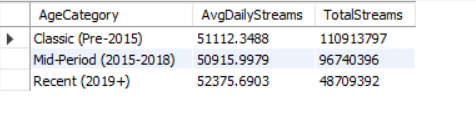 AgeCategory AvgDailyStreams TotalStreams
Classic (Pre-2015) 51112.3488 110913797
Mid-Period (2015-2018) 50915.9979 96740396
Recent (2019+) 52375.6903 48709392